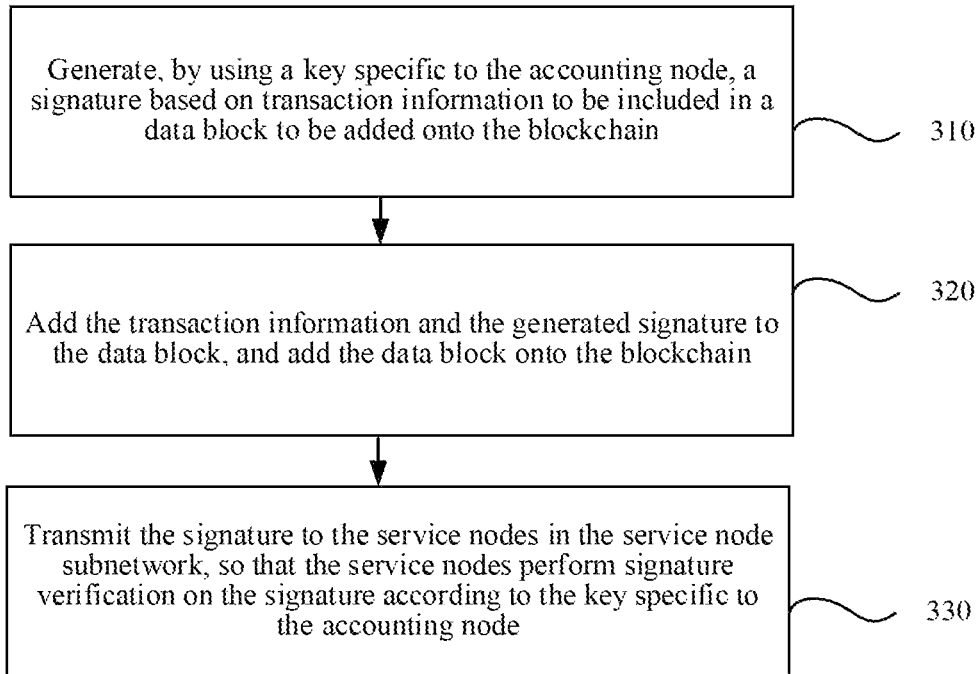 Generate, by using a key specific to the accounting node, a
signature based on transaction information to be included in a
data block to be added onto the blockchain
310
Add the transaction information and the generated signature to
the data block, and add the data block onto the blockchain
320
Transmit the signature to the service nodes in the service node
subnetwork, so that the service nodes perform signature
verification on the signature according to the key specific to
the accounting node
330